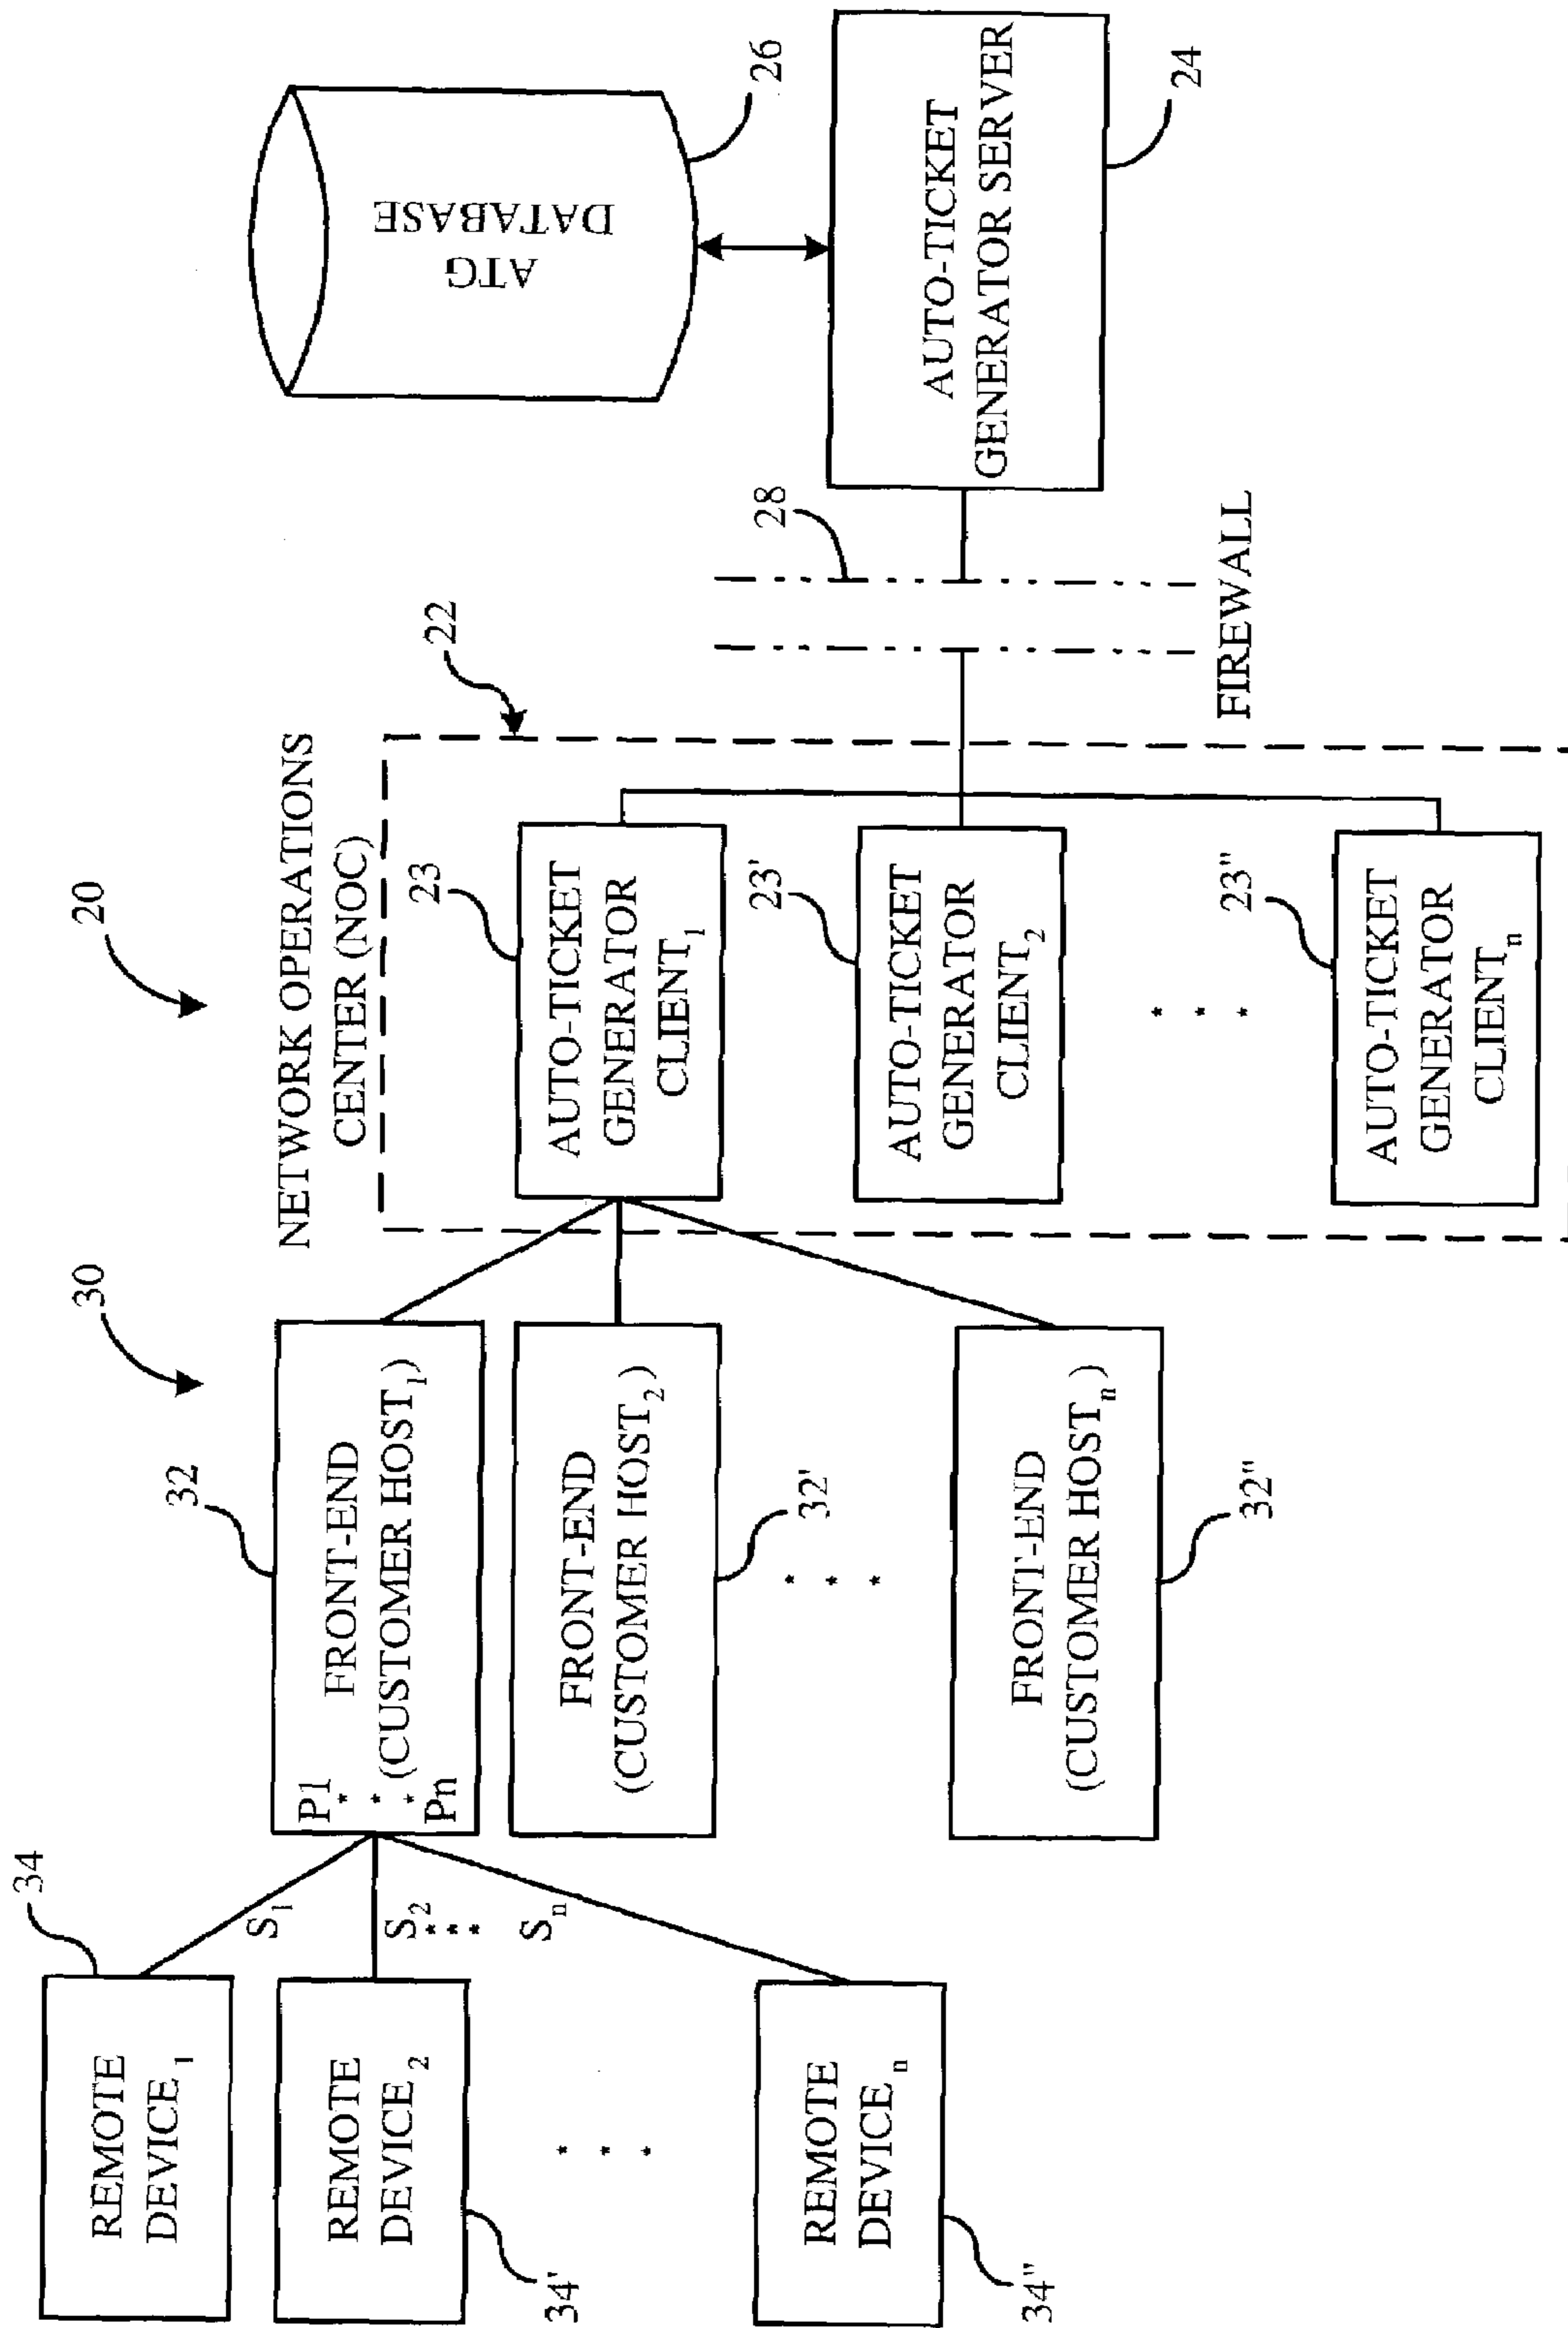 20
30
NETWORK OPERATIONS
CENTER (NOC)
22
34
REMOTE
DEVICE1
REMOTE
DEVICE2
34'
* * *
REMOTE
DEVICEn
34"
S1
S2
* * *
Sn
32
P1
* * *
Pn
FRONT-END
(CUSTOMER HOST1)
FRONT-END
(CUSTOMER HOST2)
32'
* * *
FRONT-END
(CUSTOMER HOSTn)
32"
23
AUTO-TICKET
GENERATOR
CLIENT1
23'
AUTO-TICKET
GENERATOR
CLIENT2
* * *
23"
AUTO-TICKET
GENERATOR
CLIENTn
28
FIREWALL
ATG
DATABASE
26
AUTO-TICKET
GENERATOR SERVER
24